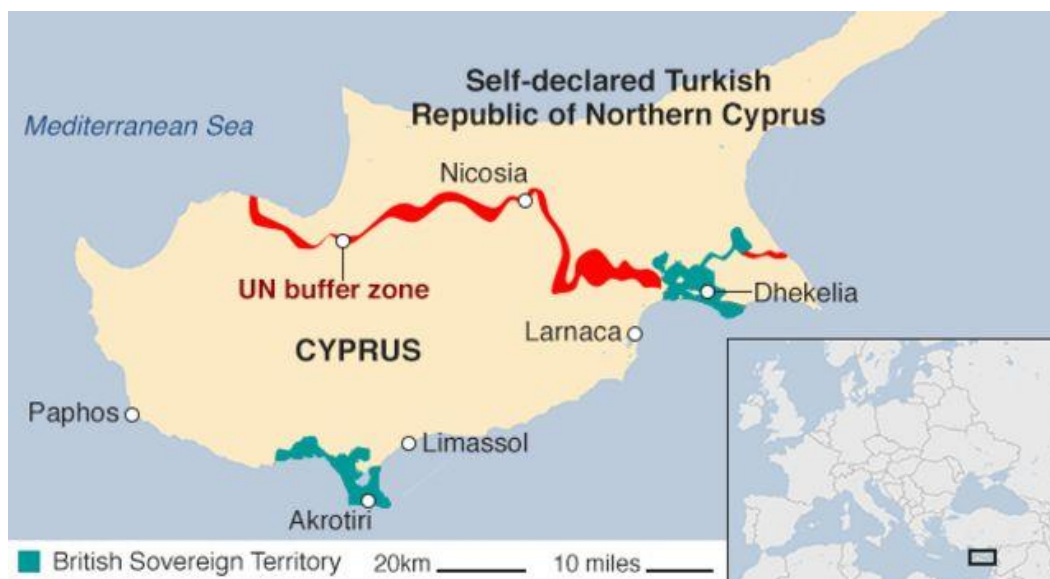 Self-declared Turkish
Republic of Northern Cyprus
Mediterranean Sea
Nicosia
UN buffer zone
Dhekelia
Larnaca
CYPRUS
Paphos
Limassol
Akrotiri
British Sovereign Territory 20km 10 miles